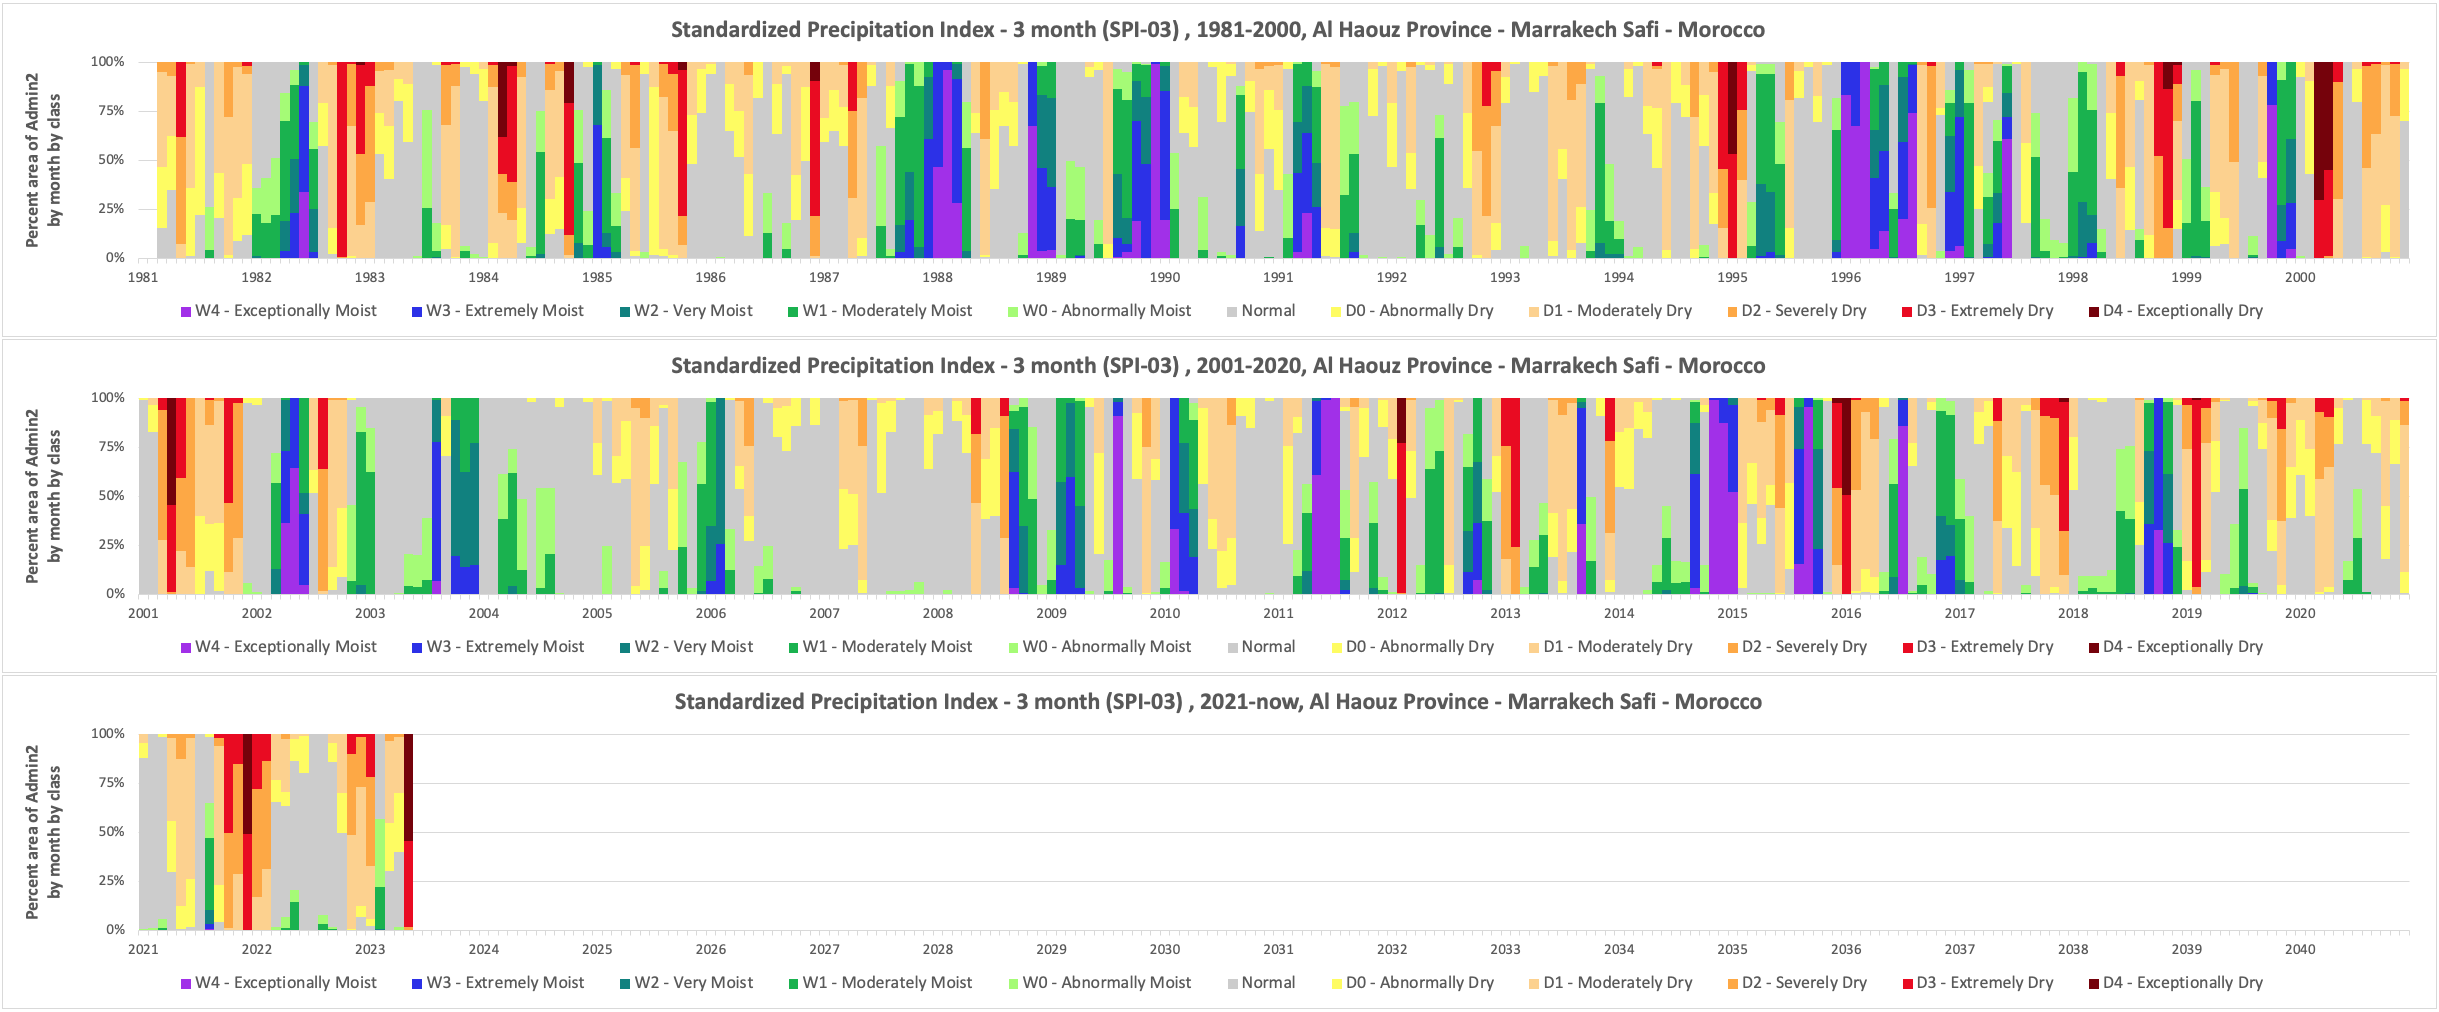 Standardized Precipitation Index - 3 month (SPI-03) , 1981-2000, Al Haouz Province - Marrakech Safi - Morocco
Percent area of Admin2
by month by class
100%
75%
50%
25%
0%
1981 1982 1983 1984 1985 1986 1987 1988 1989 1990 1991 1992 1993 1994 1995 1996 1997 1998 1999 2000
W4 - Exceptionally Moist W3 - Extremely Moist W2 - Very Moist W1 - Moderately Moist W0 - Abnormally Moist Normal D0 - Abnormally Dry D1 - Moderately Dry D2 - Severely Dry D3 - Extremely Dry D4 - Exceptionally Dry
Standardized Precipitation Index - 3 month (SPI-03) , 2001-2020, Al Haouz Province - Marrakech Safi - Morocco
Percent area of Admin2
by month by class
100%
75%
50%
25%
0%
2001 2002 2003 2004 2005 2006 2007 2008 2009 2010 2011 2012 2013 2014 2015 2016 2017 2018 2019 2020
W4 - Exceptionally Moist W3 - Extremely Moist W2 - Very Moist W1 - Moderately Moist W0 - Abnormally Moist Normal D0 - Abnormally Dry D1 - Moderately Dry D2 - Severely Dry D3 - Extremely Dry D4 - Exceptionally Dry
Standardized Precipitation Index - 3 month (SPI-03) , 2021-now, Al Haouz Province - Marrakech Safi - Morocco
Percent area of Admin2
by month by class
100%
75%
50%
25%
0%
2021 2022 2023 2024 2025 2026 2027 2028 2029 2030 2031 2032 2033 2034 2035 2036 2037 2038 2039 2040
W4 - Exceptionally Moist W3 - Extremely Moist W2 - Very Moist W1 - Moderately Moist W0 - Abnormally Moist Normal D0 - Abnormally Dry D1 - Moderately Dry D2 - Severely Dry D3 - Extremely Dry D4 - Exceptionally Dry